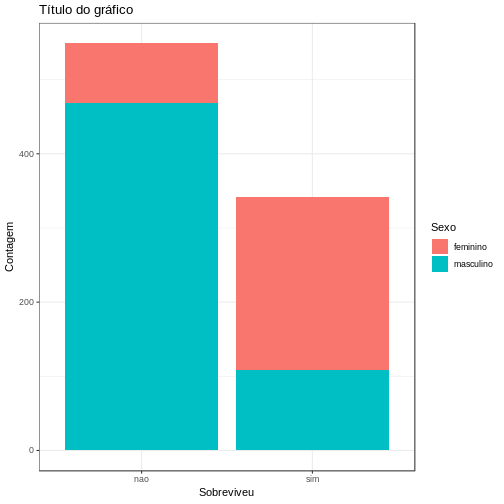 Título do gráfico
Contagem
400
200
0
nao
sim
Sobreviveu
Sexo
feminino
masculino